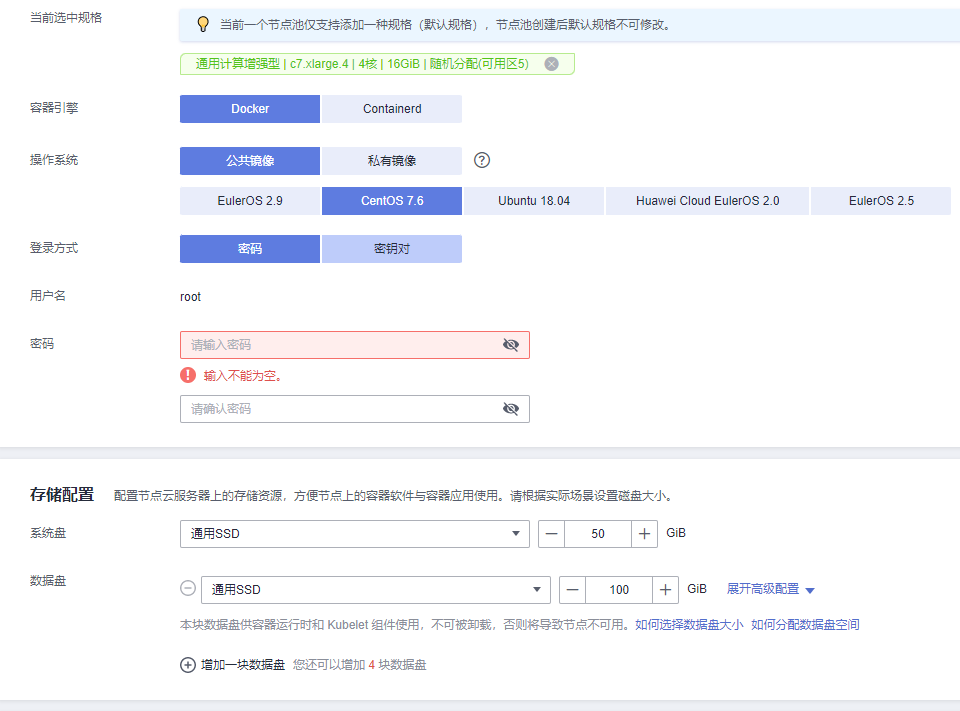 当前选中规格
当前一个节点池仅支持添加一种规格（默认规格），节点池创建后默认规格不可修改。
通用计算增强型 | c7.xlarge.4 | 4核 | 16GiB | 随机分配(可用区5)
容器引擎 Docker Containerd
操作系统 公共镜像 私有镜像 ?
EulerOS 2.9 CentOS 7.6 Ubuntu 18.04 Huawei Cloud EulerOS 2.0 EulerOS 2.5
登录方式 密码 密钥对
用户名 root
密码 请输入密码
输入不能为空。
请确认密码
存储配置 配置节点云服务器上的存储资源，方便节点上的容器软件与容器应用使用。请根据实际场景设置磁盘大小。
系统盘 通用SSD — 50 + GiB
数据盘 通用SSD — 100 + GiB 展开高级配置
本块数据盘供容器运行时和 Kubelet 组件使用，不可被卸载，否则将导致节点不可用。如何选择数据盘大小 如何分配数据盘空间
增加一块数据盘 您还可以增加 4 块数据盘